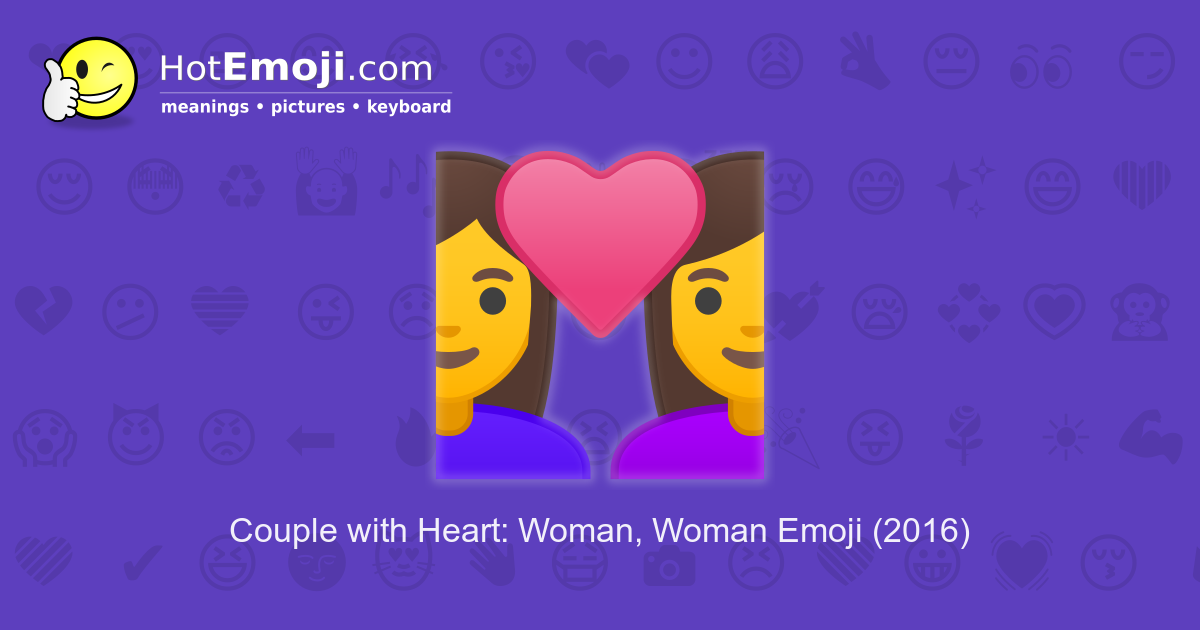 HotEmoji.com
meanings • pictures • keyboard
Couple with Heart: Woman, Woman Emoji (2016)